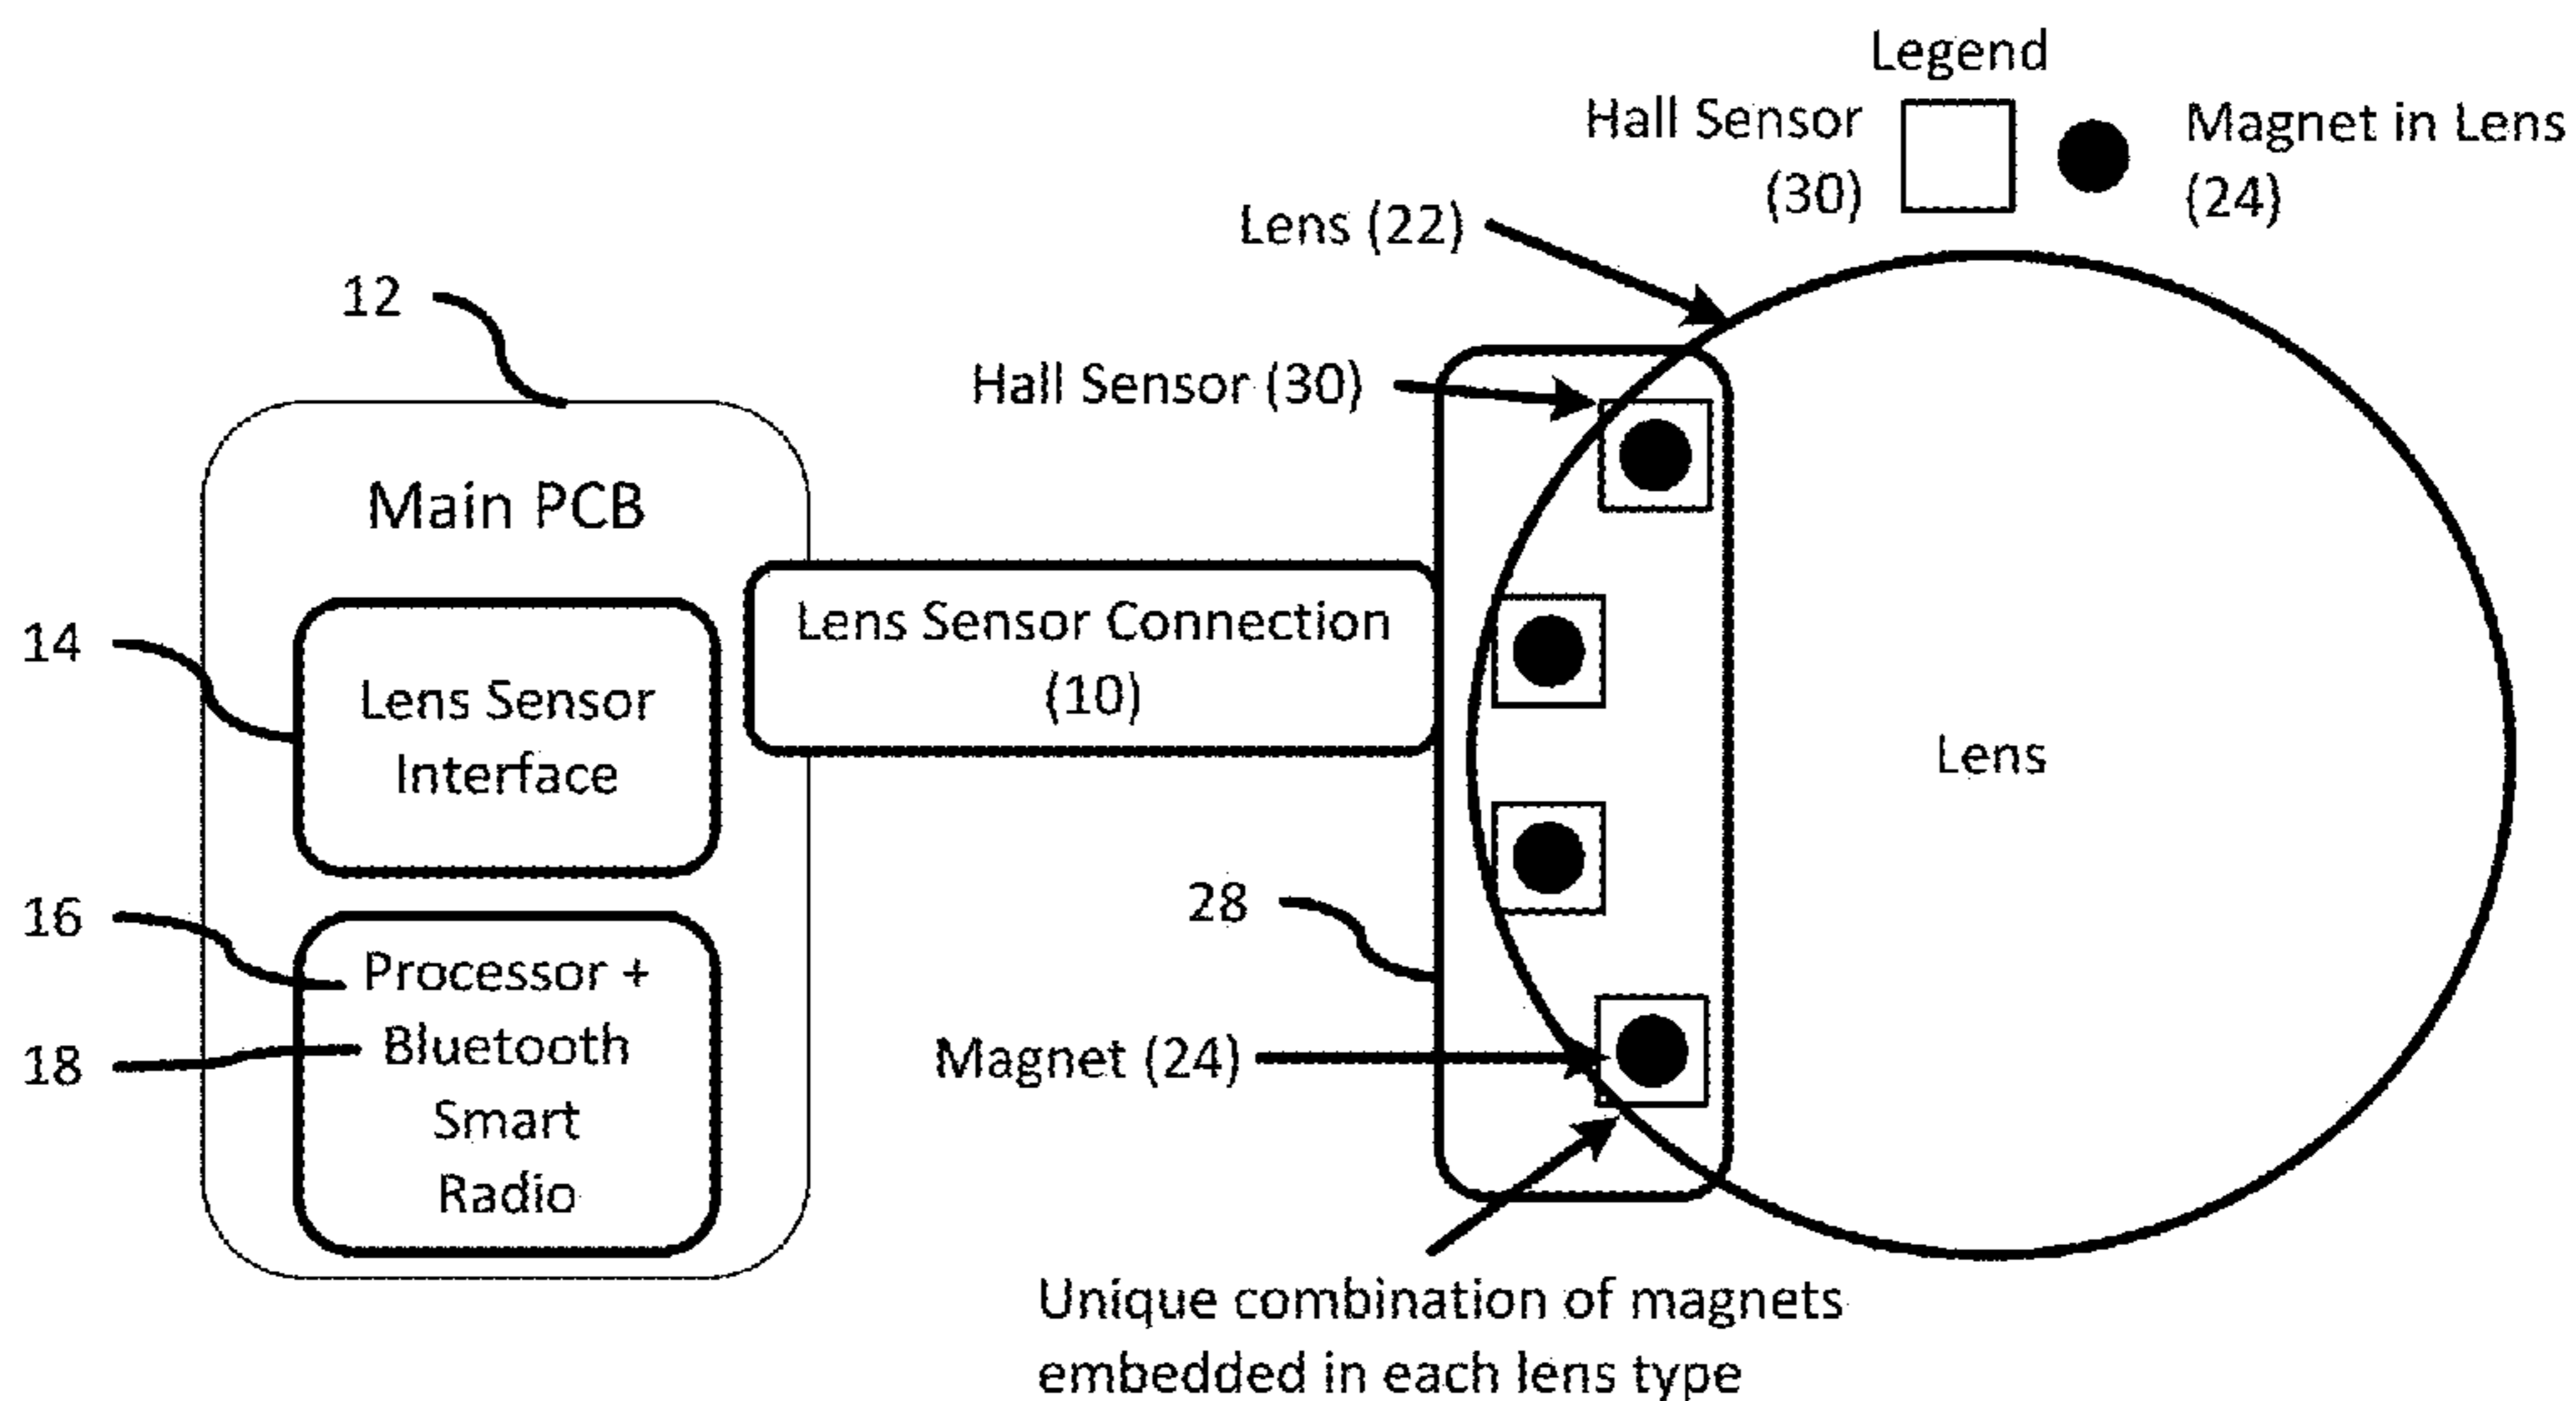 Legend
Hall Sensor
(30)
Magnet in Lens
(24)
Lens (22)
12
Hall Sensor (30)
Main PCB
14
Lens Sensor
Interface
Lens Sensor Connection
(10)
Lens
16
18
Processor +
Bluetooth
Smart
Radio
28
Magnet (24)
Unique combination of magnets
embedded in each lens type